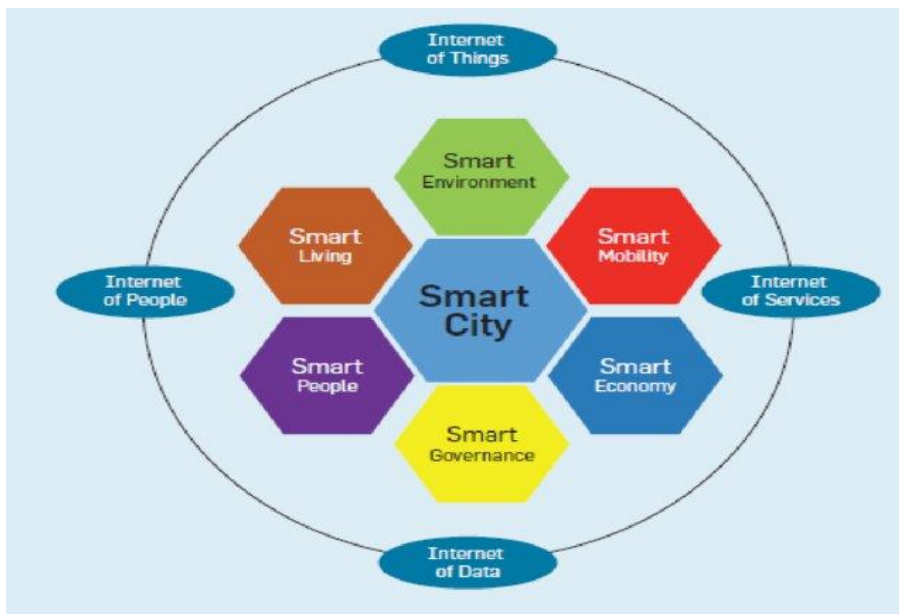 Internet
of Things
Smart
Environment
Smart
Living
Smart
Mobility
Internet
of People
Smart
City
Internet
of Services
Smart
People
Smart
Economy
Smart
Governance
Internet
of Data